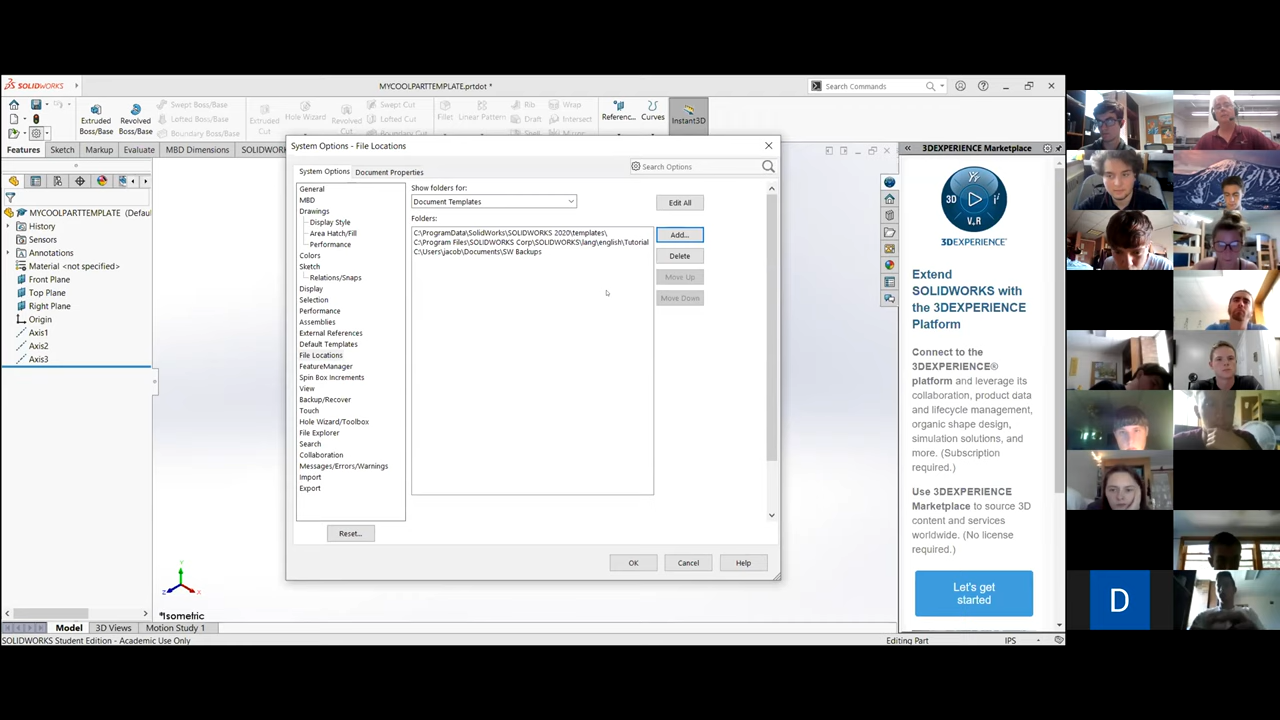 SOLIDWORKS
MYCOOLPARTTEMPLATE.prtdot *
Search Commands
Extruded Boss/Base
Revolved Boss/Base
Swept Boss/Base
Lofted Boss/Base
Boundary Boss/Base
Extruded Cut
Hole Wizard
Revolved Cut
Swept Cut
Lofted Cut
Boundary Cut
Fillet
Linear Pattern
Rib
Draft
Wrap
Intersect
Referenc...
Curves
Instant3D
Features
Sketch
Markup
Evaluate
MBD Dimensions
SOLIDWOR
MYCOOLPARTTEMPLATE (Defau
History
Sensors
Annotations
Material <not specified>
Front Plane
Top Plane
Right Plane
Origin
Axis1
Axis2
Axis3
System Options - File Locations
System Options
Document Properties
Search Options
General
MBD
Drawings
Display Style
Area Hatch/Fill
Performance
Colors
Sketch
Relations/Snaps
Display
Selection
Performance
Assemblies
External References
Default Templates
File Locations
FeatureManager
Spin Box Increments
View
Backup/Recover
Touch
Hole Wizard/Toolbox
File Explorer
Search
Collaboration
Messages/Errors/Warnings
Import
Export
Reset...
Show folders for:
Document Templates
Folders:
C:\ProgramData\SolidWorks\SOLIDWORKS 2020\templates\
C:\Program Files\SOLIDWORKS Corp\SOLIDWORKS\lang\english\Tutorial
C:\Users\jacob\Documents\SW Backups
Edit All
Add...
Delete
Move Up
Move Down
OK
Cancel
Help
3DEXPERIENCE Marketplace
3D
V,R
3DEXPERIENCE
Extend
SOLIDWORKS with
the 3DEXPERIENCE
Platform
Connect to the
3DEXPERIENCE®
platform and leverage its
collaboration, product data
and lifecycle management,
organic shape design,
simulation solutions, and
more. (Subscription
required.)
Use 3DEXPERIENCE
Marketplace to source 3D
content and services
worldwide. (No license
required.)
Let's get
started
D
Y
Z
X
*Isometric
Model
3D Views
Motion Study 1
SOLIDWORKS Student Edition - Academic Use Only
Editing Part
IPS